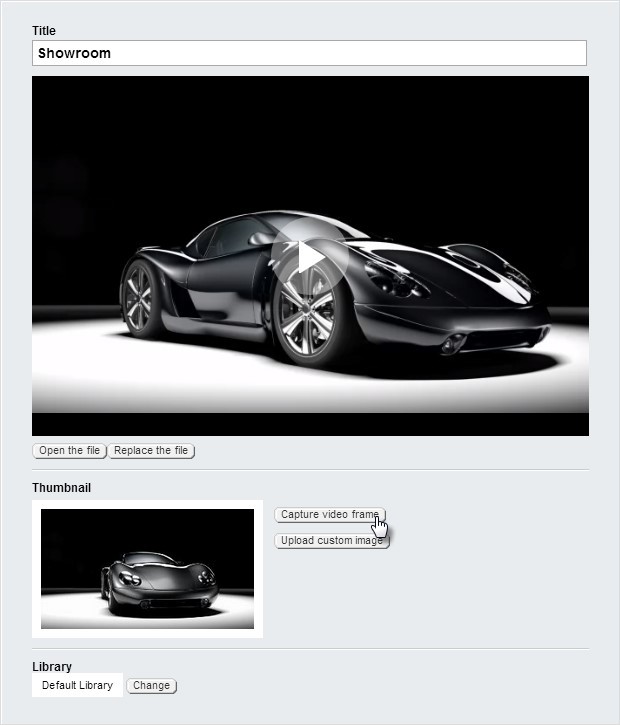 Title
Showroom
Open the file Replace the file
Thumbnail
Capture video frame
Upload custom image
Library
Default Library Change